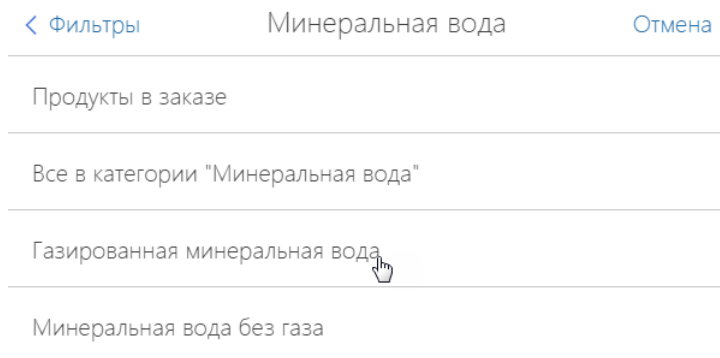 Фильтры Минеральная вода Отмена
Продукты в заказе
Все в категории "Минеральная вода"
Газированная минеральная вода
Минеральная вода без газа